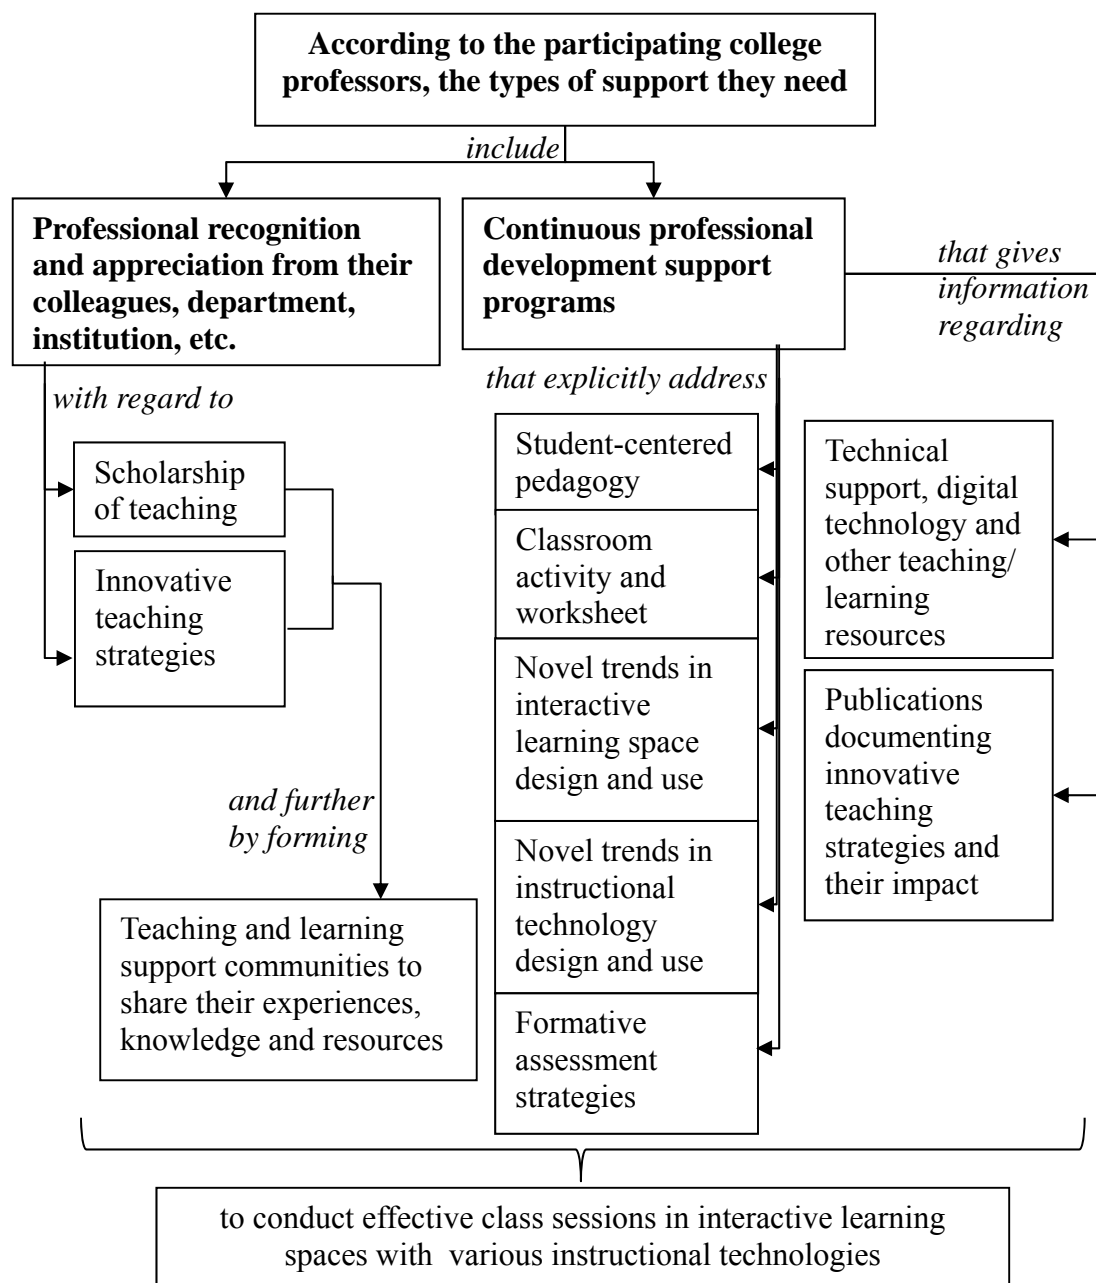 According to the participating college
professors, the types of support they need
include
Professional recognition
and appreciation from their
colleagues, department,
institution, etc.
Continuous professional
development support
programs
that gives
information
regarding
with regard to
that explicitly address
Scholarship
of teaching
Innovative
teaching
strategies
and further
by forming
Teaching and learning
support communities to
share their experiences,
knowledge and resources
Student-centered
pedagogy
Classroom
activity and
worksheet
Novel trends in
interactive
learning space
design and use
Novel trends in
instructional
technology
design and use
Formative
assessment
strategies
Technical
support, digital
technology and
other teaching/
learning
resources
Publications
documenting
innovative
teaching
strategies and
their impact
to conduct effective class sessions in interactive learning
spaces with  various instructional technologies